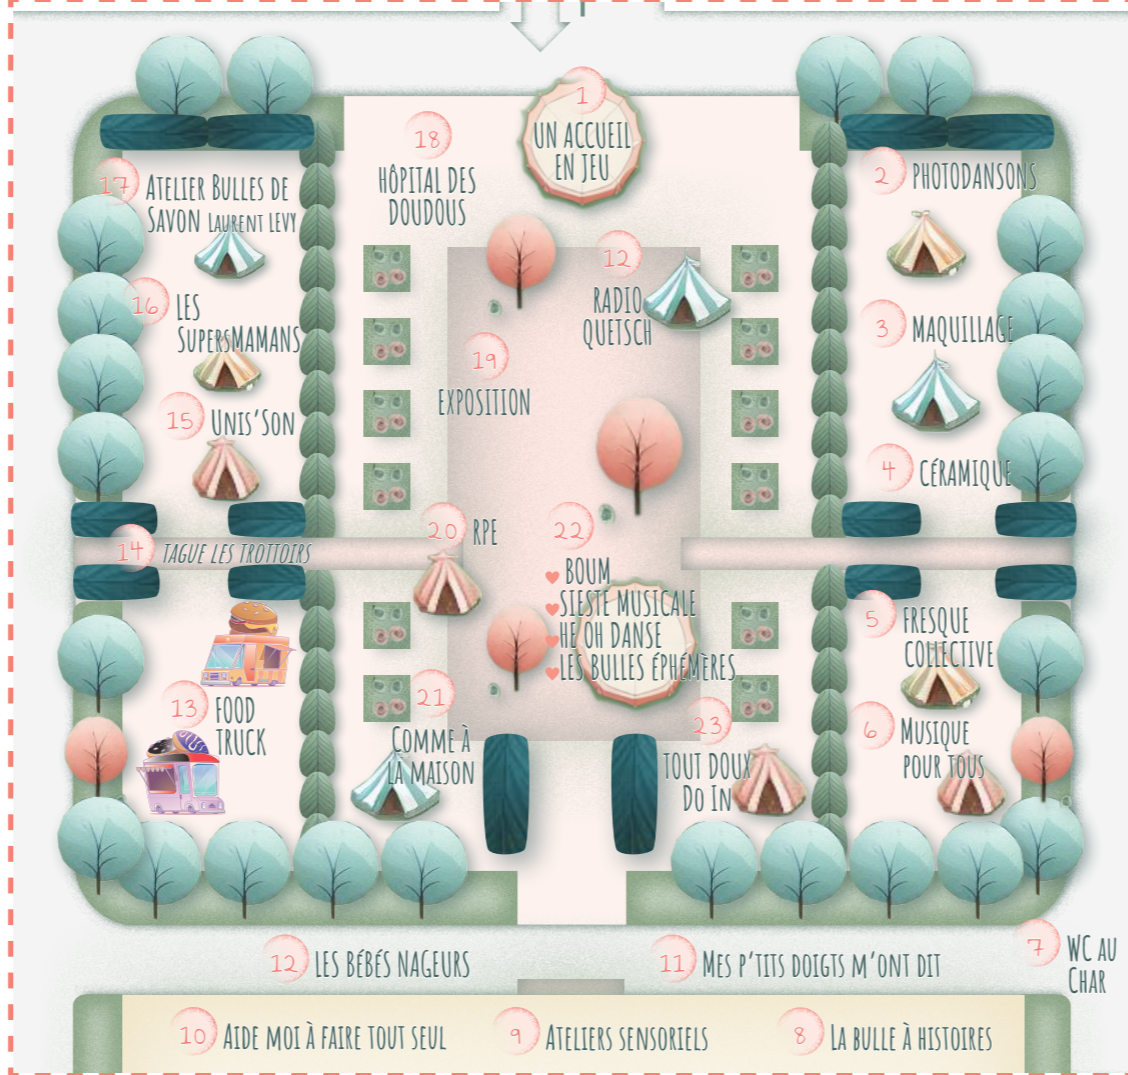 1
UN ACCUEIL
EN JEU
18
HÔPITAL DES
DOUDOUS
2 PHOTODANSONS
17 ATELIER BULLES DE
SAVON LAURENT LEVY
12
RADIO
QUETSCH
16 LES
SUPERSMAMANS
3 MAQUILLAGE
19
EXPOSITION
15 UNIS'SON
4 CÉRAMIQUE
14 TAGUE LES TROTTOIRS
20 RPE
22
♥ BOUM
♥ SIESTE MUSICALE
♥ HE OH DANSE
♥ LES BULLES ÉPHÉMÈRES
5 FRESQUE
COLLECTIVE
13 FOOD
TRUCK
21
COMME À
LA MAISON
23
TOUT DOUX
DO IN
6 MUSIQUE
POUR TOUS
12 LES BÉBÉS NAGEURS
11 MES P'TITS DOIGTS M'ONT DIT
7 WC AU
CHAR
10 AIDE MOI À FAIRE TOUT SEUL
9 ATELIERS SENSORIELS
8 LA BULLE À HISTOIRES